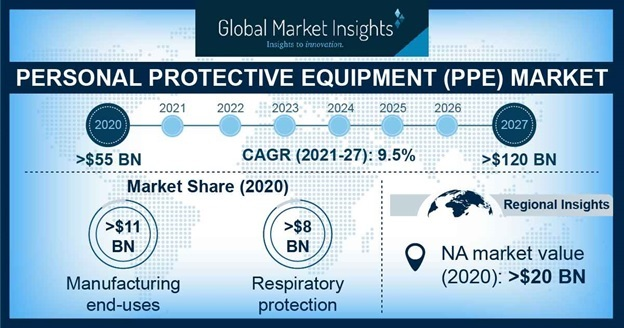 Global Market Insights
Insights to innovation.
PERSONAL PROTECTIVE EQUIPMENT (PPE) MARKET
2020
2021
2022
2023
2024
2025
2026
2027
>$55 BN
CAGR (2021-27): 9.5%
>$120 BN
Market Share (2020)
>$11
BN
Manufacturing
end-uses
>$8
BN
Respiratory
protection
Regional Insights
NA market value
(2020): >$20 BN